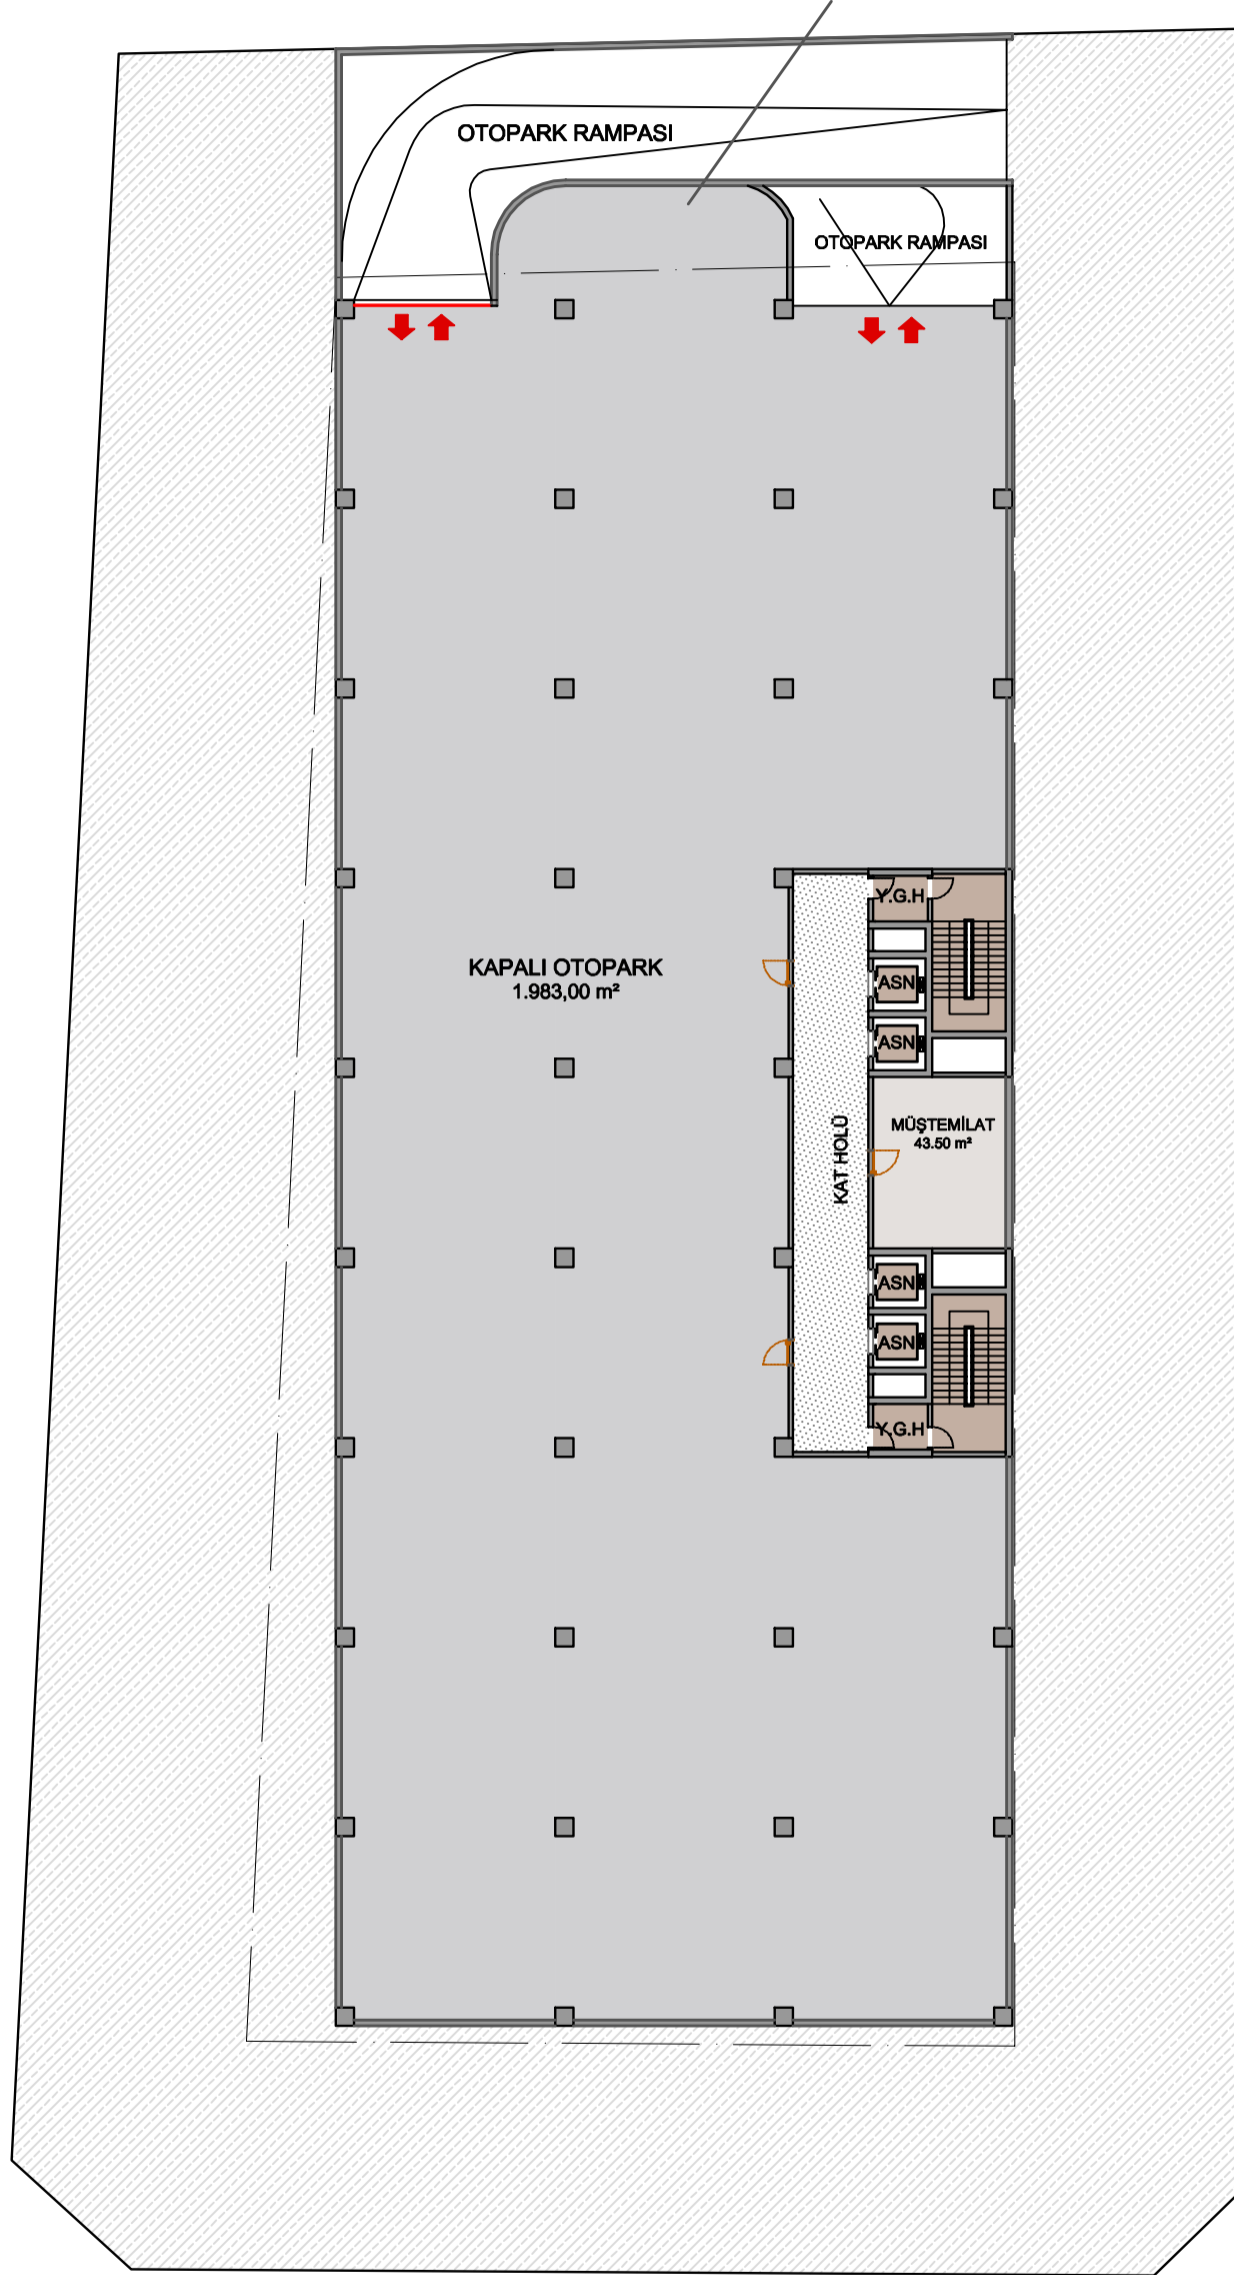 OTOPARK RAMPASI
OTOPARK RAMPASI
Y.G.H
KAPALI OTOPARK
1.983,00 m²
ASN
ASN
KAT HOLÜ
MÜŞTEMİLAT
43.50 m²
ASN
ASN
Y.G.H